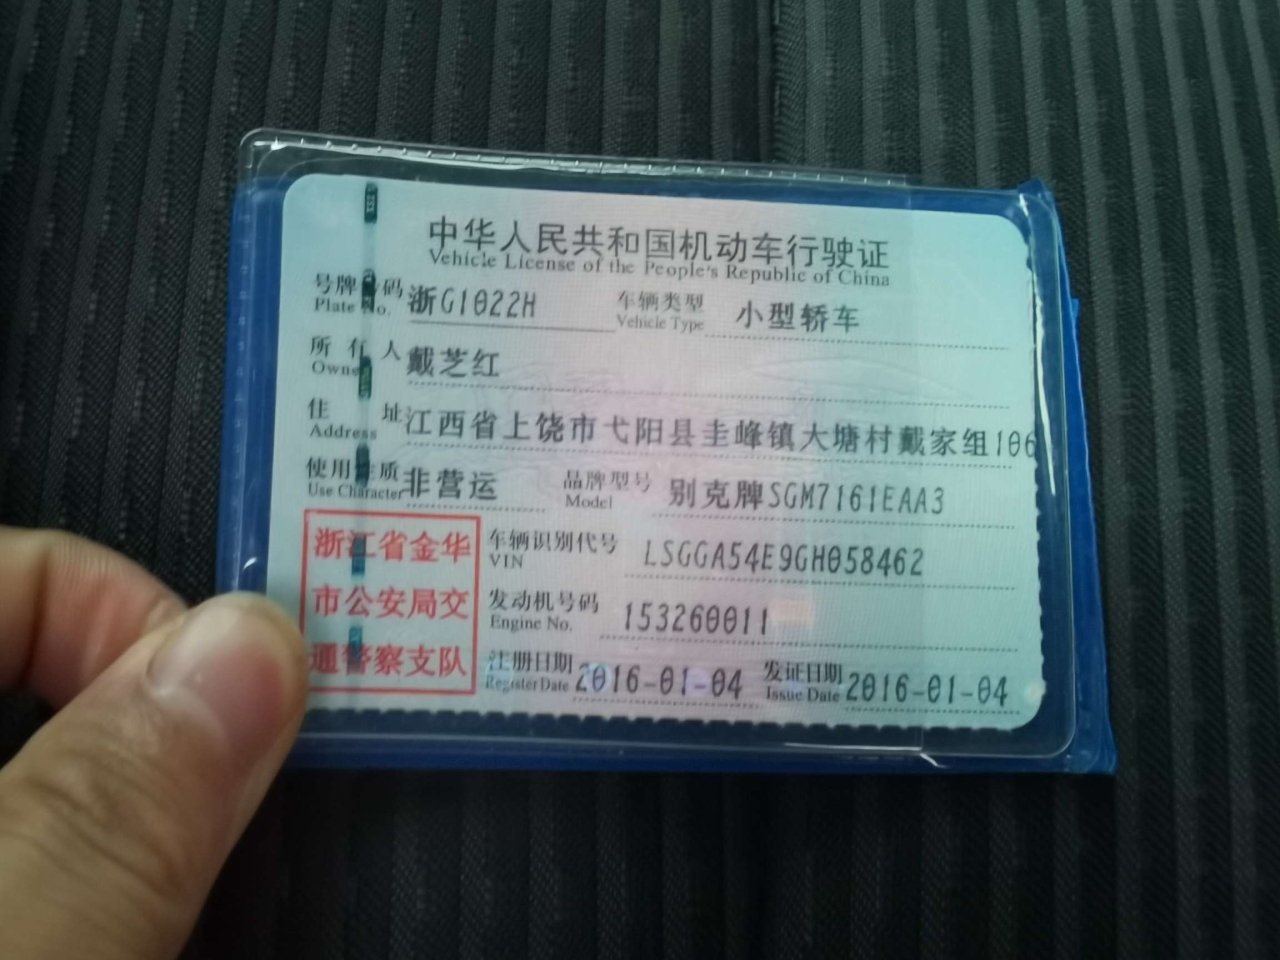 中华人民共和国机动车行驶证
Vehicle License of the People's Republic of China
号牌号码 浙G1022H 车辆类型 小型轿车
Plate No. Vehicle Type
所有人 戴芝红
Owner
住址 江西省上饶市弋阳县圭峰镇大塘村戴家组106
Address
使用性质 非营运 品牌型号 别克牌SGM7161EAA3
Use Character Model
浙江省金华 车辆识别代号 LSGGA54E9GH058462
VIN
市公安局交 发动机号码 153260011
Engine No.
通警察支队 注册日期 2016-01-04 发证日期 2016-01-04
Register Date Issue Date